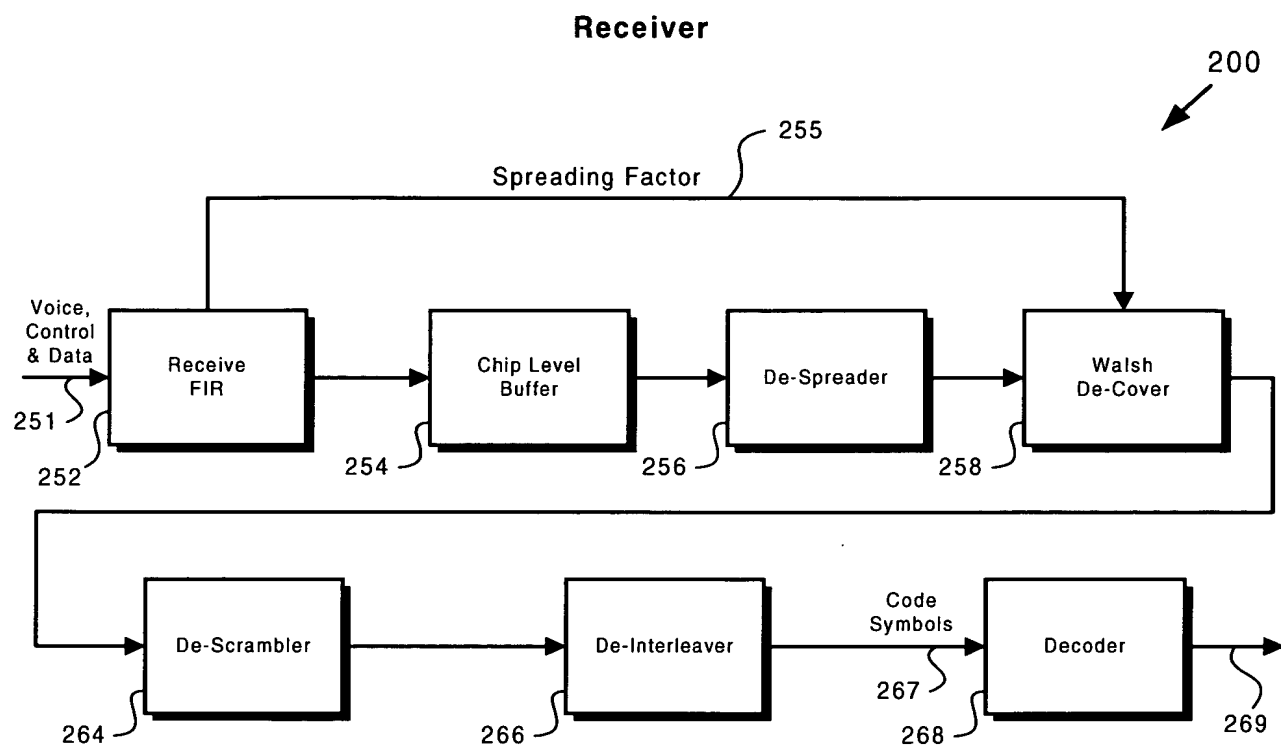 Receiver
200
255
Spreading Factor
Voice,
Control
& Data
251
Receive
FIR
252
Chip Level
Buffer
254
De-Spreader
256
Walsh
De-Cover
258
De-Scrambler
264
De-Interleaver
266
Code
Symbols
267
Decoder
268
269